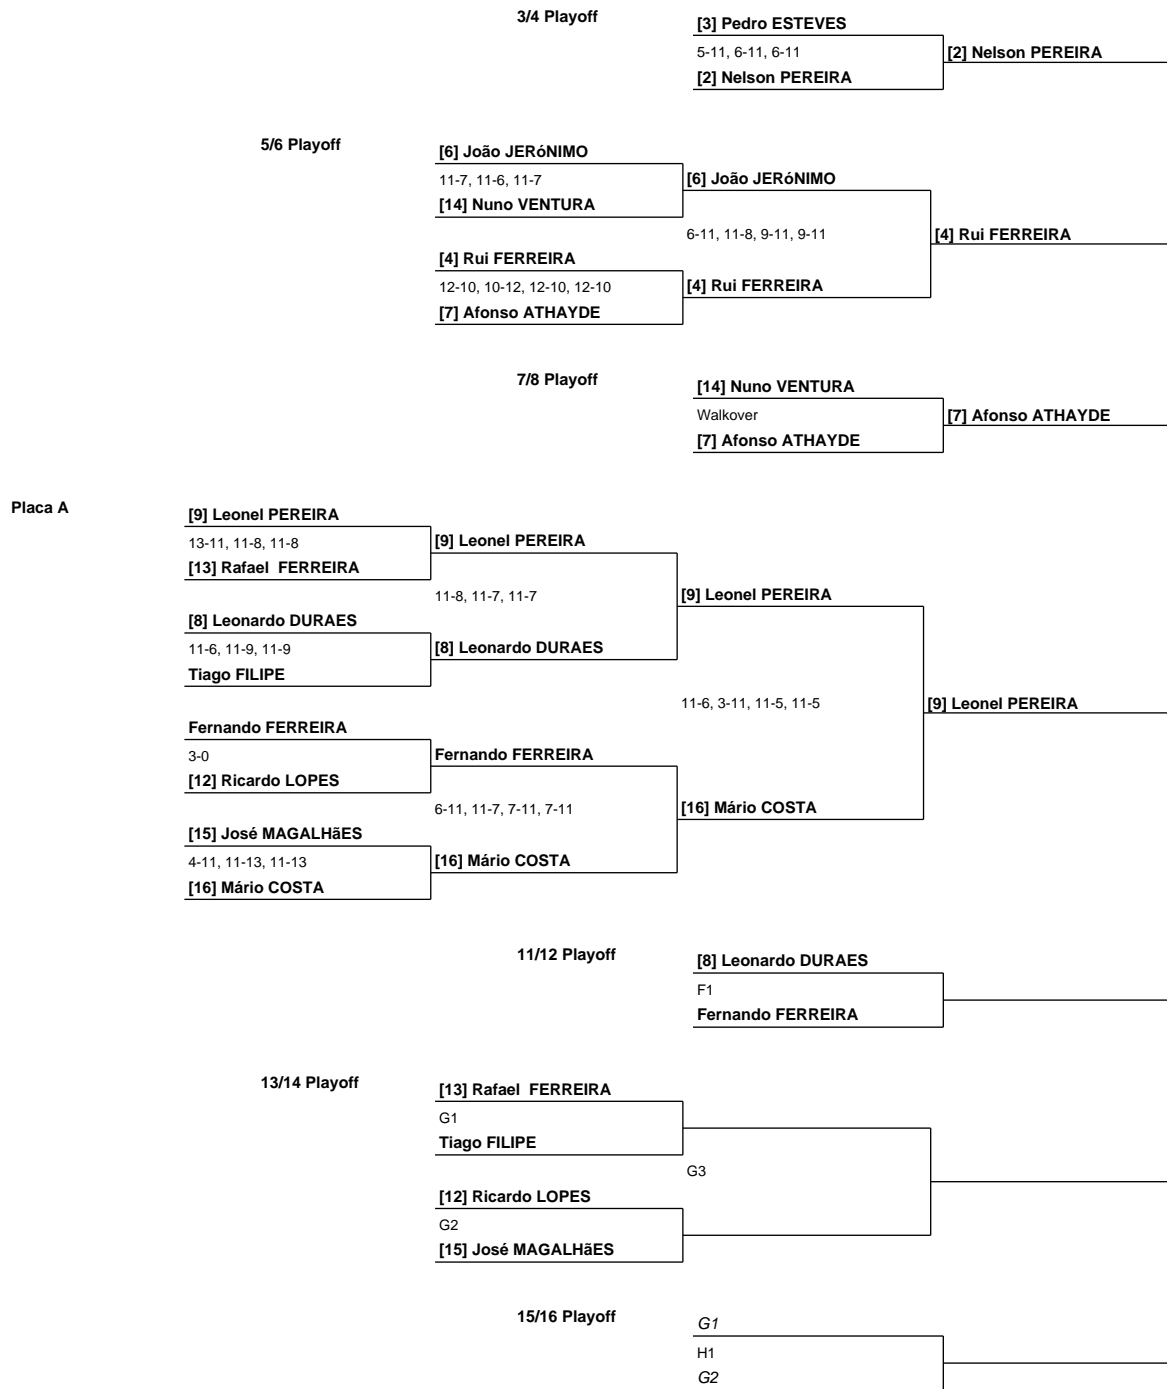 3/4 Playoff
[3] Pedro ESTEVES
5-11, 6-11, 6-11
[2] Nelson PEREIRA
[2] Nelson PEREIRA
5/6 Playoff
[6] João JERóNIMO
11-7, 11-6, 11-7
[6] João JERóNIMO
[14] Nuno VENTURA
6-11, 11-8, 9-11, 9-11
[4] Rui FERREIRA
[4] Rui FERREIRA
12-10, 10-12, 12-10, 12-10
[4] Rui FERREIRA
[7] Afonso ATHAYDE
7/8 Playoff
[14] Nuno VENTURA
Walkover
[7] Afonso ATHAYDE
[7] Afonso ATHAYDE
Placa A
[9] Leonel PEREIRA
13-11, 11-8, 11-8
[9] Leonel PEREIRA
[13] Rafael  FERREIRA
11-8, 11-7, 11-7
[9] Leonel PEREIRA
[8] Leonardo DURAES
11-6, 11-9, 11-9
[8] Leonardo DURAES
Tiago FILIPE
11-6, 3-11, 11-5, 11-5
[9] Leonel PEREIRA
Fernando FERREIRA
3-0
Fernando FERREIRA
[12] Ricardo LOPES
6-11, 11-7, 7-11, 7-11
[16] Mário COSTA
[15] José MAGALHãES
4-11, 11-13, 11-13
[16] Mário COSTA
[16] Mário COSTA
11/12 Playoff
[8] Leonardo DURAES
F1
Fernando FERREIRA
13/14 Playoff
[13] Rafael  FERREIRA
G1
Tiago FILIPE
G3
[12] Ricardo LOPES
G2
[15] José MAGALHãES
15/16 Playoff
G1
H1
G2